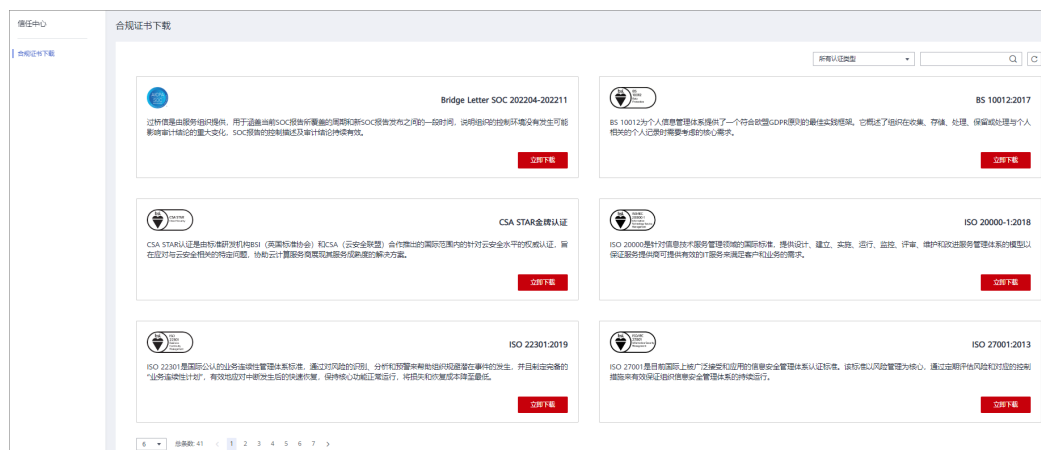 信任中心
合规证书下载
合规证书下载
所有认证类型
Bridge Letter SOC 202204-202211
过桥信是由服务组织提供，用于涵盖当前SOC报告所覆盖的周期和新SOC报告发布之间的一段时间，说明组织的控制环境没有发生可能
影响审计结论的重大变化，SOC报告的控制描述及审计结论持续有效。
立即下载
BS 10012:2017
BS 10012为个人信息管理体系提供了一个符合欧盟GDPR原则的最佳实践框架。它概述了组织在收集、存储、处理、保留或处理与个人
相关的个人记录时需要考虑的核心需求。
立即下载
CSA STAR金牌认证
CSA STAR认证是由标准研发机构BSI（英国标准协会）和CSA（云安全联盟）合作推出的国际范围内的针对云安全水平的权威认证，旨
在应对与云安全相关的特定问题，协助云计算服务商展现其服务成熟度的解决方案。
立即下载
ISO 20000-1:2018
ISO 20000是针对信息技术服务管理领域的国际标准，提供设计、建立、实施、运行、监控、评审、维护和改进服务管理体系的模型以
保证服务提供商可提供有效的IT服务来满足客户和业务的需求。
立即下载
ISO 22301:2019
ISO 22301是国际公认的业务连续性管理体系标准，通过对风险的识别、分析和预警来帮助组织规避潜在事件的发生，并且制定完备的
“业务连续性计划”，有效地应对中断发生后的快速恢复，保持核心功能正常运行，将损失和恢复成本降至最低。
立即下载
ISO 27001:2013
ISO 27001是目前国际上被广泛接受和应用的信息安全管理体系认证标准。该标准以风险管理为核心，通过定期评估风险和对应的控制
措施来有效保证组织信息安全管理体系的持续运行。
立即下载
6 总条数: 41 < 1 2 3 4 5 6 7 >